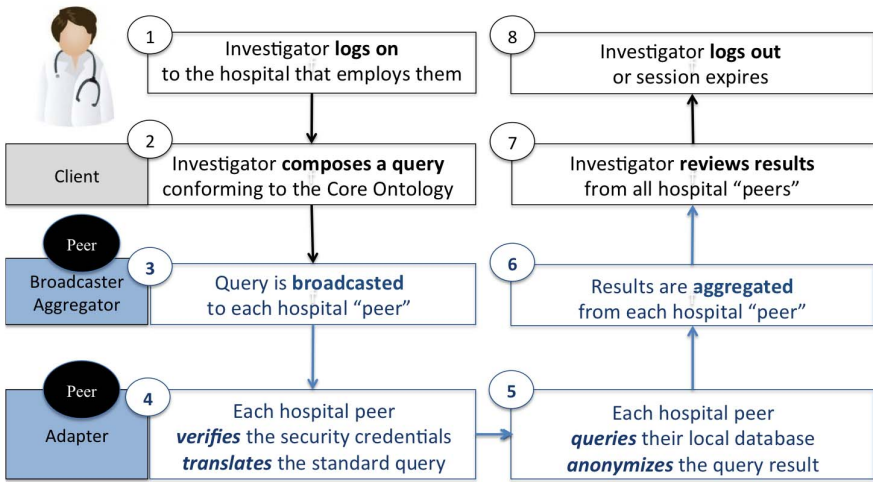 1
Investigator logs on
to the hospital that employs them
2
Client
Investigator composes a query
conforming to the Core Ontology
Peer
3
Broadcaster
Aggregator
Query is broadcasted
to each hospital “peer”
Peer
4
Adapter
Each hospital peer
verifies the security credentials
translates the standard query
5
Each hospital peer
queries their local database
anonymizes the query result
6
Results are aggregated
from each hospital “peer”
7
Investigator reviews results
from all hospital “peers”
8
Investigator logs out
or session expires